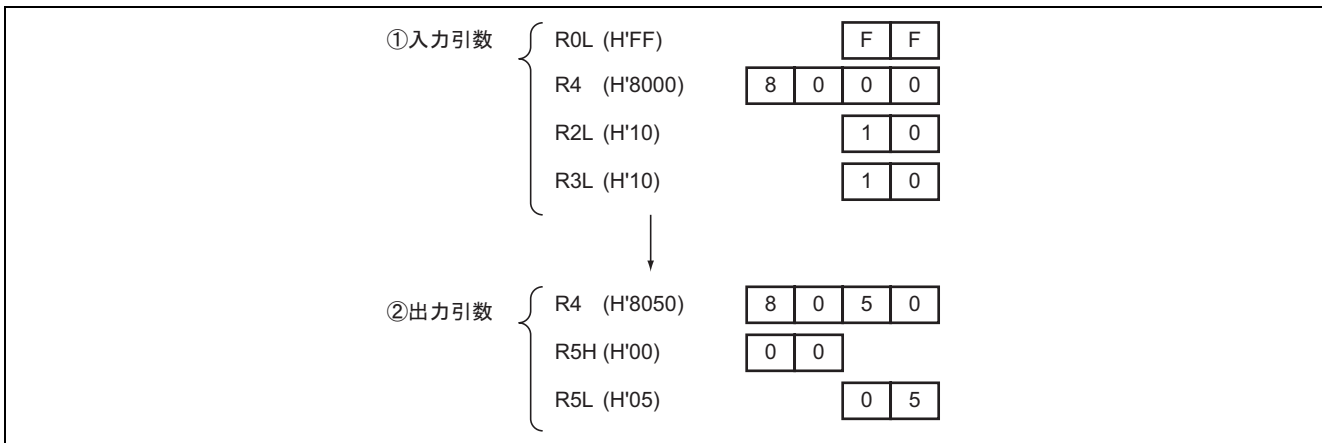 ①入力引数
R0L (H'FF) F F
R4 (H'8000) 8 0 0 0
R2L (H'10) 1 0
R3L (H'10) 1 0
②出力引数
R4 (H'8050) 8 0 5 0
R5H (H'00) 0 0
R5L (H'05) 0 5